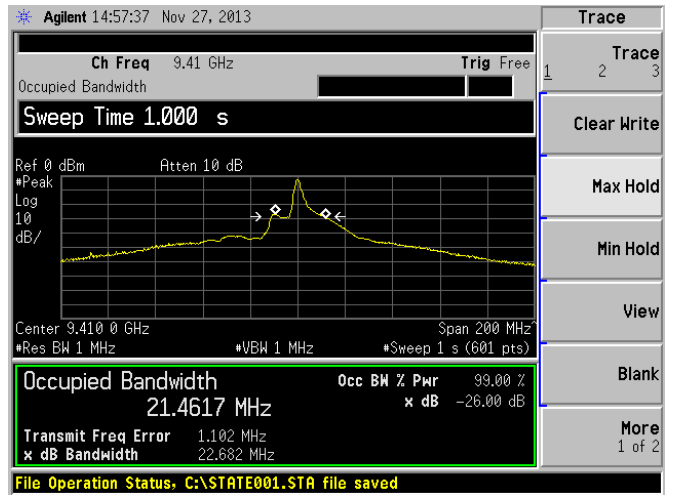 Agilent 14:57:37 Nov 27, 2013
Trace
Ch Freq 9.41 GHz Trig Free
Occupied Bandwidth
Trace
1 2 3
Sweep Time 1.000 s
Clear Write
Ref 0 dBm Atten 10 dB
#Peak
Log
10
dB/
Max Hold
Min Hold
View
Center 9.410 0 GHz Span 200 MHz
#Res BW 1 MHz #VBW 1 MHz #Sweep 1 s (601 pts)
Occupied Bandwidth Occ BW % Pwr 99.00 %
21.4617 MHz x dB -26.00 dB
Blank
Transmit Freq Error 1.102 MHz
x dB Bandwidth 22.682 MHz
More
1 of 2
File Operation Status, C:\STATE001.STA file saved